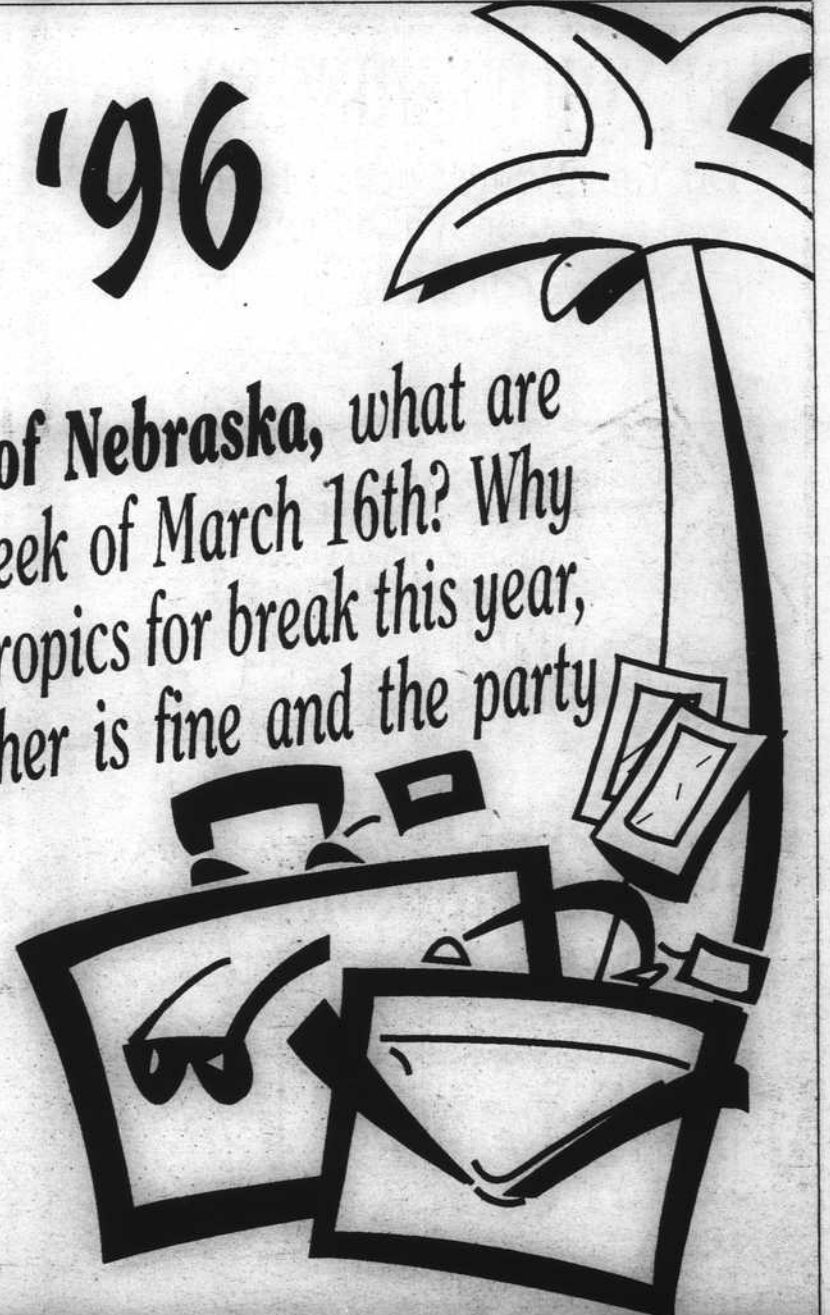 '96
of Nebraska, what are
eek of March 16th? Why
ropics for break this year,
her is fine and the party